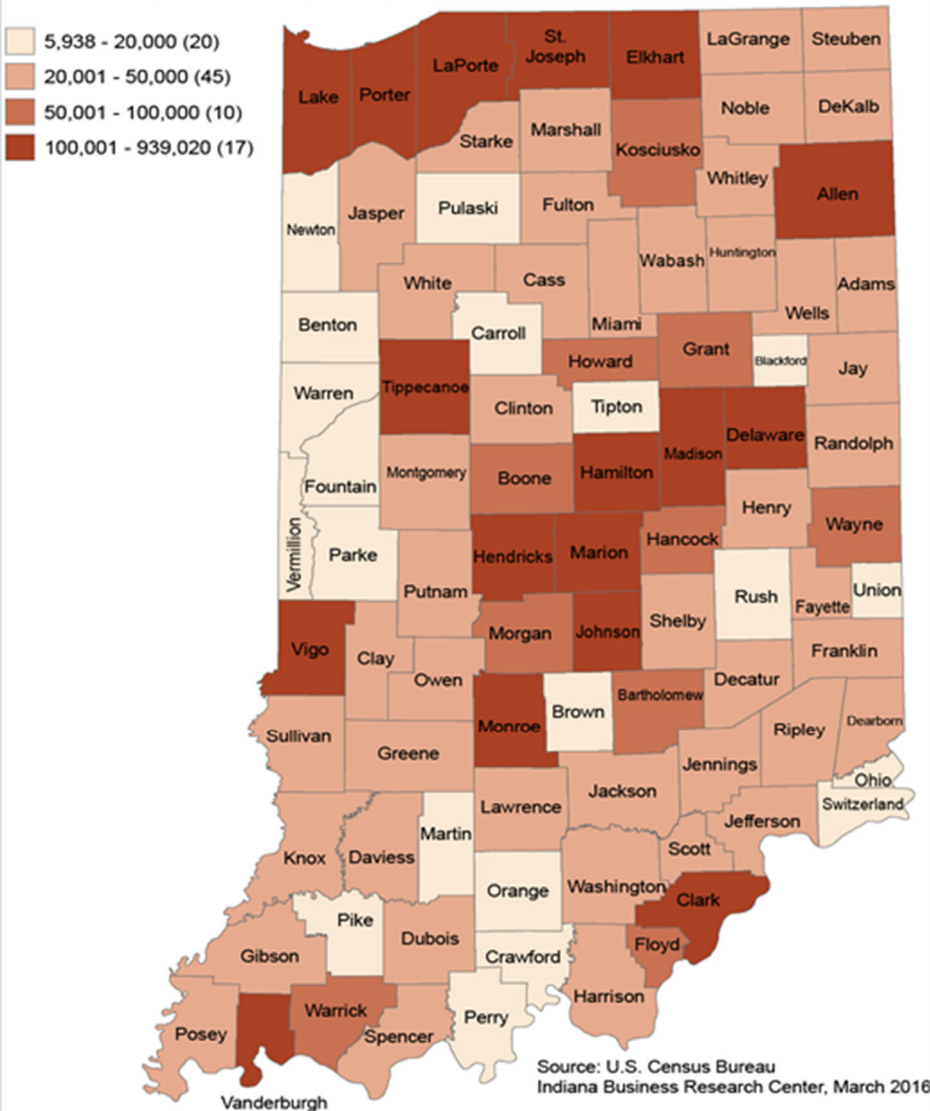 5,938 - 20,000 (20)
20,001 - 50,000 (45)
50,001 - 100,000 (10)
100,001 - 939,020 (17)
Lake
Porter
LaPorte
St.
Joseph
Elkhart
LaGrange
Steuben
Noble
DeKalb
Starke
Marshall
Kosciusko
Whitley
Allen
Newton
Jasper
Pulaski
Fulton
Wabash
Huntington
White
Cass
Miami
Wells
Adams
Benton
Carroll
Howard
Grant
Blackford
Jay
Warren
Tippecanoe
Clinton
Tipton
Madison
Delaware
Randolph
Fountain
Montgomery
Boone
Hamilton
Henry
Wayne
Vermillion
Parke
Putnam
Hendricks
Marion
Hancock
Rush
Fayette
Union
Vigo
Clay
Owen
Morgan
Johnson
Shelby
Decatur
Franklin
Sullivan
Greene
Monroe
Brown
Bartholomew
Jennings
Ripley
Dearborn
Ohio
Switzerland
Knox
Daviess
Martin
Lawrence
Jackson
Scott
Jefferson
Orange
Washington
Clark
Floyd
Gibson
Pike
Dubois
Crawford
Harrison
Posey
Warrick
Spencer
Perry
Vanderburgh
Source: U.S. Census Bureau
Indiana Business Research Center, March 2016